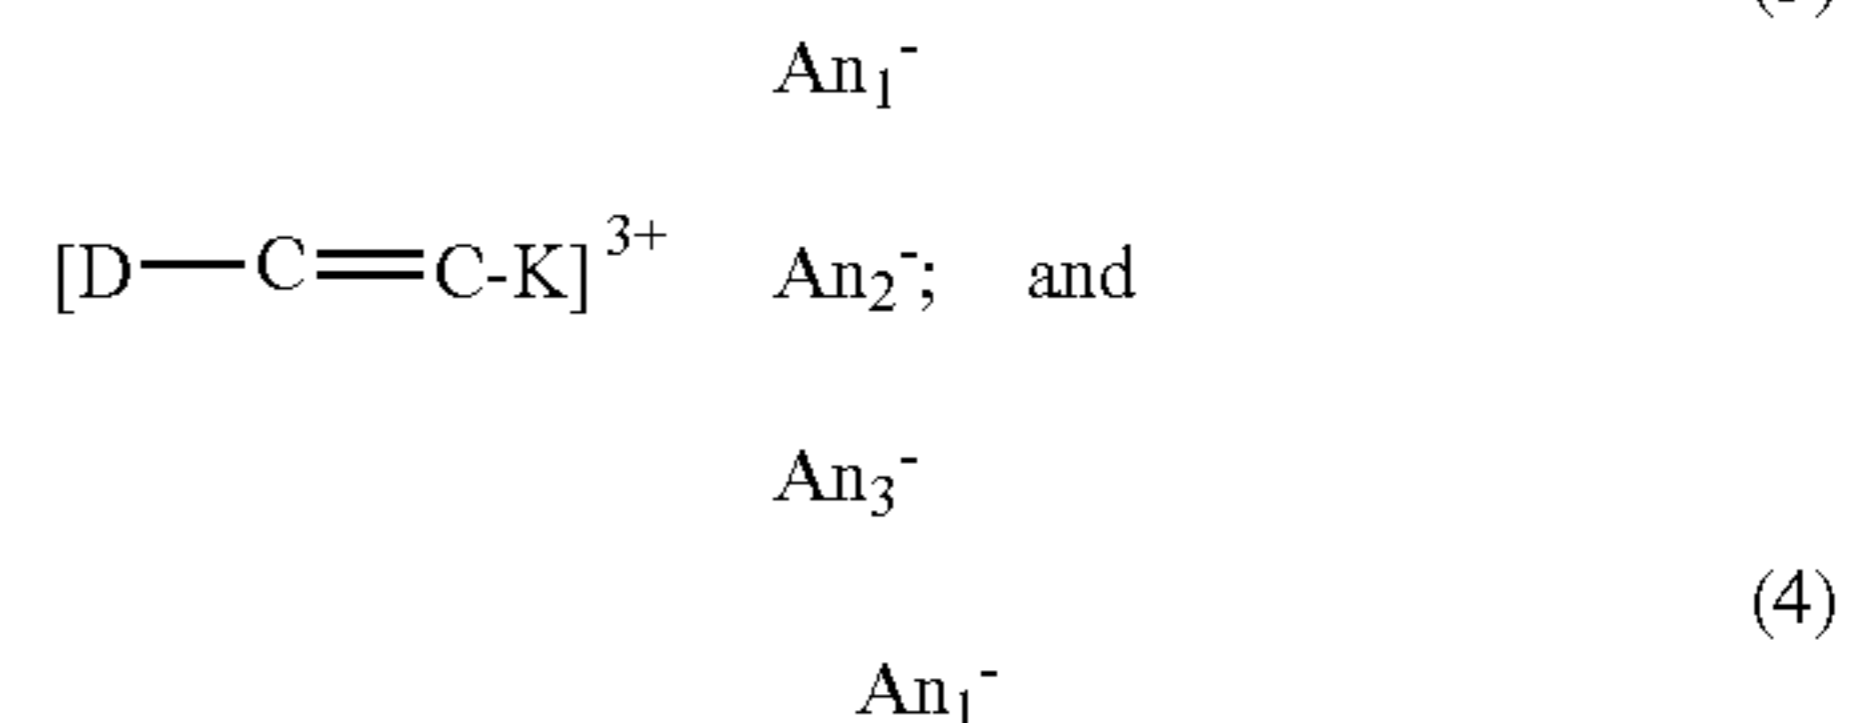 An₁⁻
[D—C=C-K]³⁺ An₂⁻; and
An₃⁻
(4)
An₁⁻